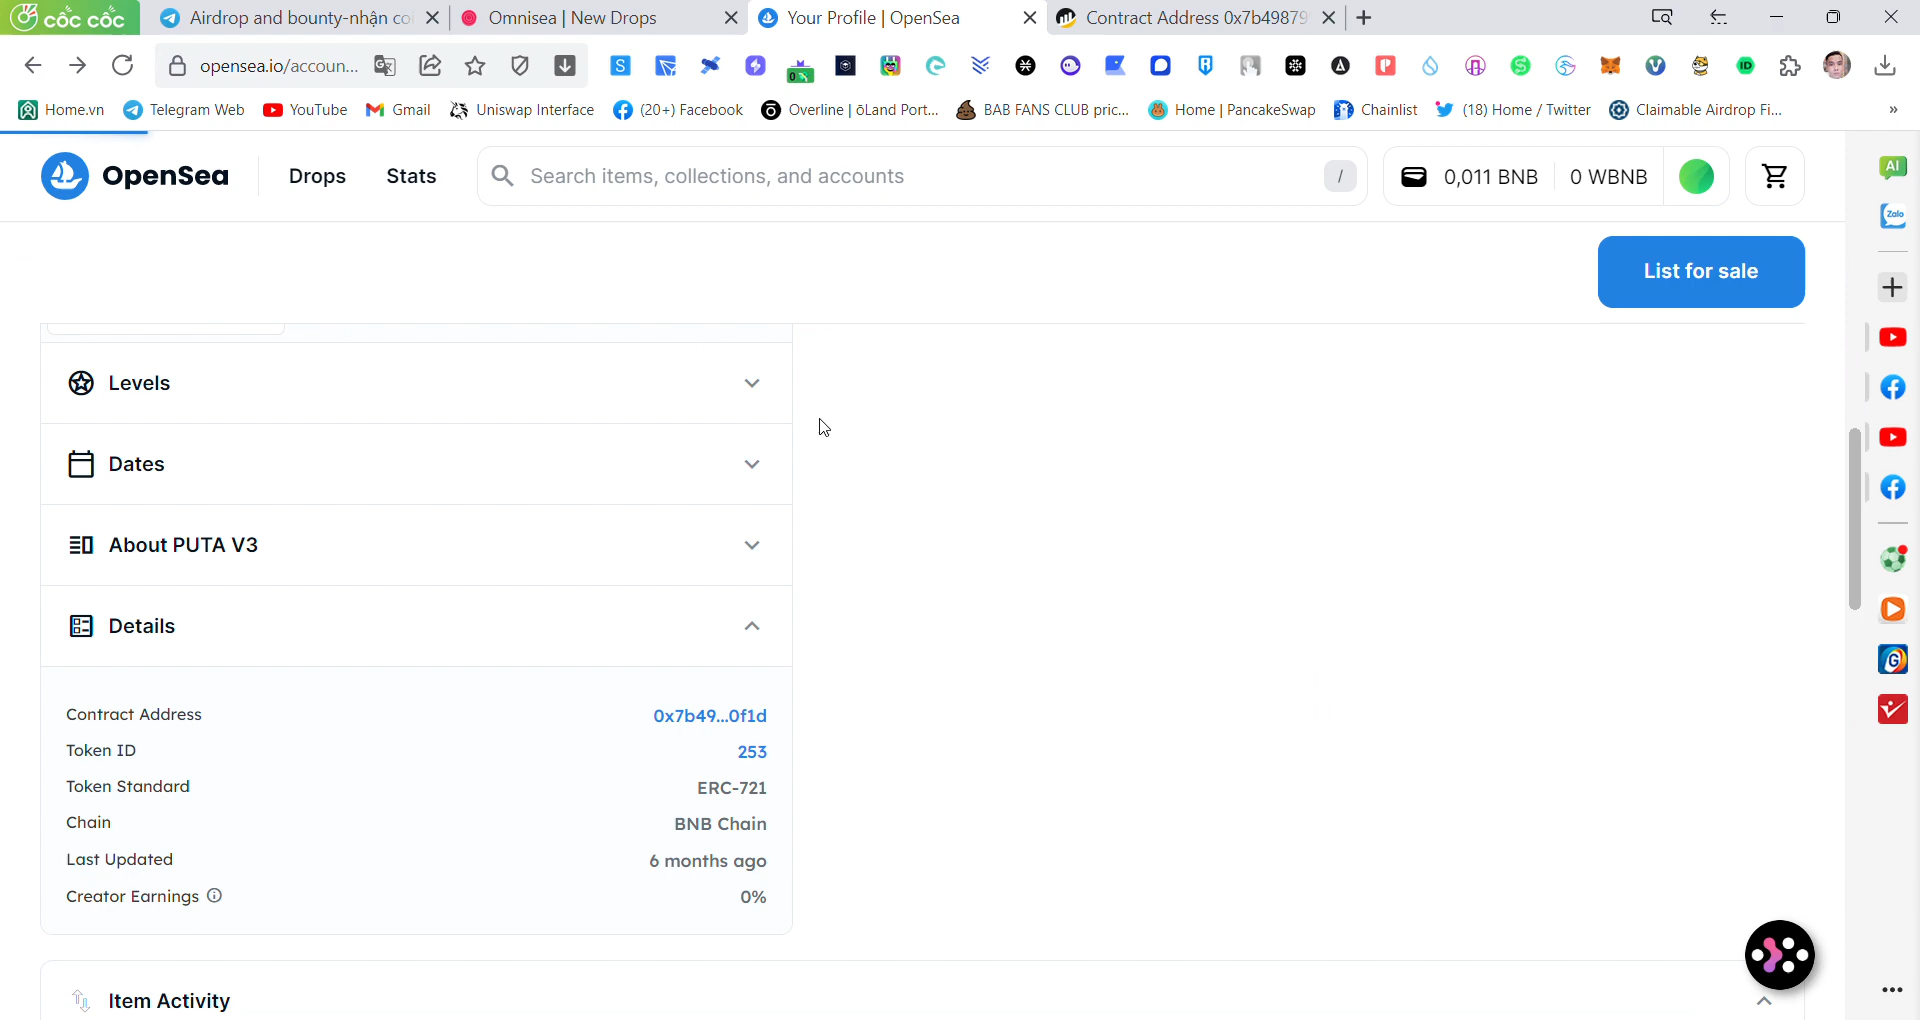 cốc cốc
Airdrop and bounty-nhận coi
Omnisea | New Drops
Your Profile | OpenSea
Contract Address 0x7b49879
opensea.io/accoun...
Home.vn
Telegram Web
YouTube
Gmail
Uniswap Interface
(20+) Facebook
Overline | ōLand Port...
BAB FANS CLUB pric...
Home | PancakeSwap
Chainlist
(18) Home / Twitter
Claimable Airdrop Fi...
»
OpenSea
Drops
Stats
Search items, collections, and accounts
/
0,011 BNB
0 WBNB
AI
Zalo
List for sale
Levels
Dates
About PUTA V3
Details
Contract Address 0x7b49...0f1d
Token ID 253
Token Standard ERC-721
Chain BNB Chain
Last Updated 6 months ago
Creator Earnings 0%
Item Activity